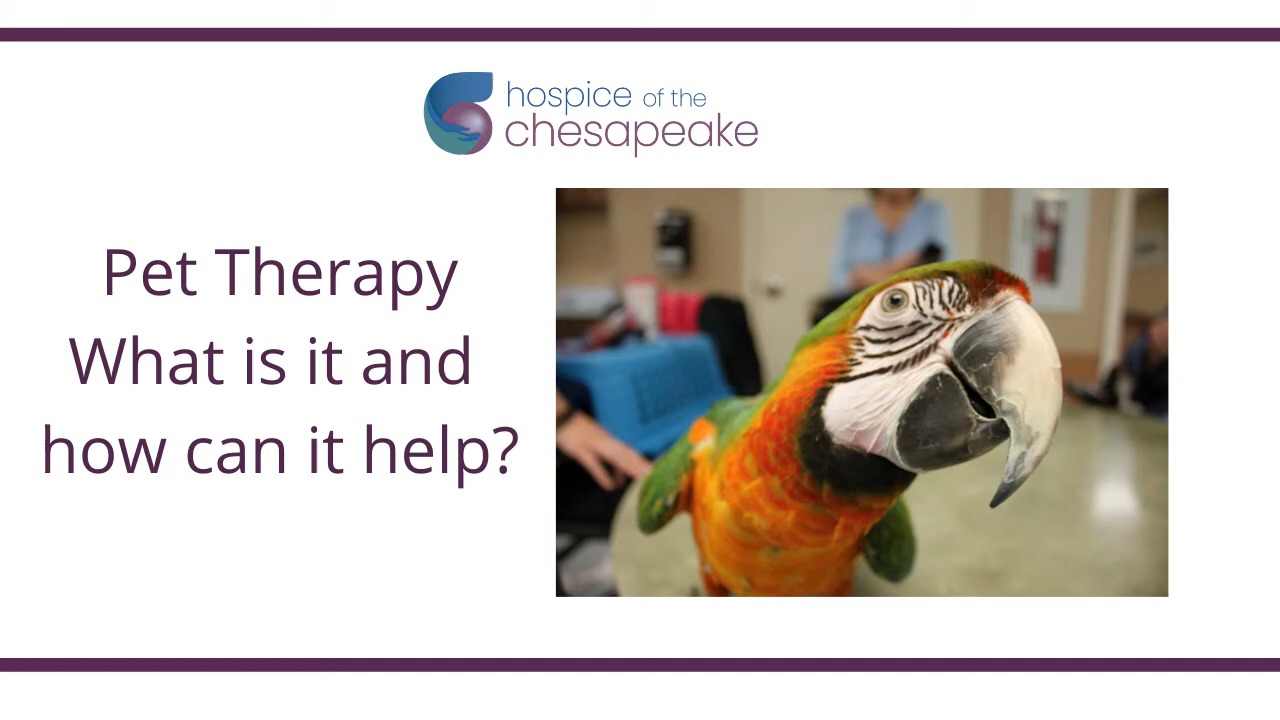 hospice of the
chesapeake
Pet Therapy
What is it and
how can it help?